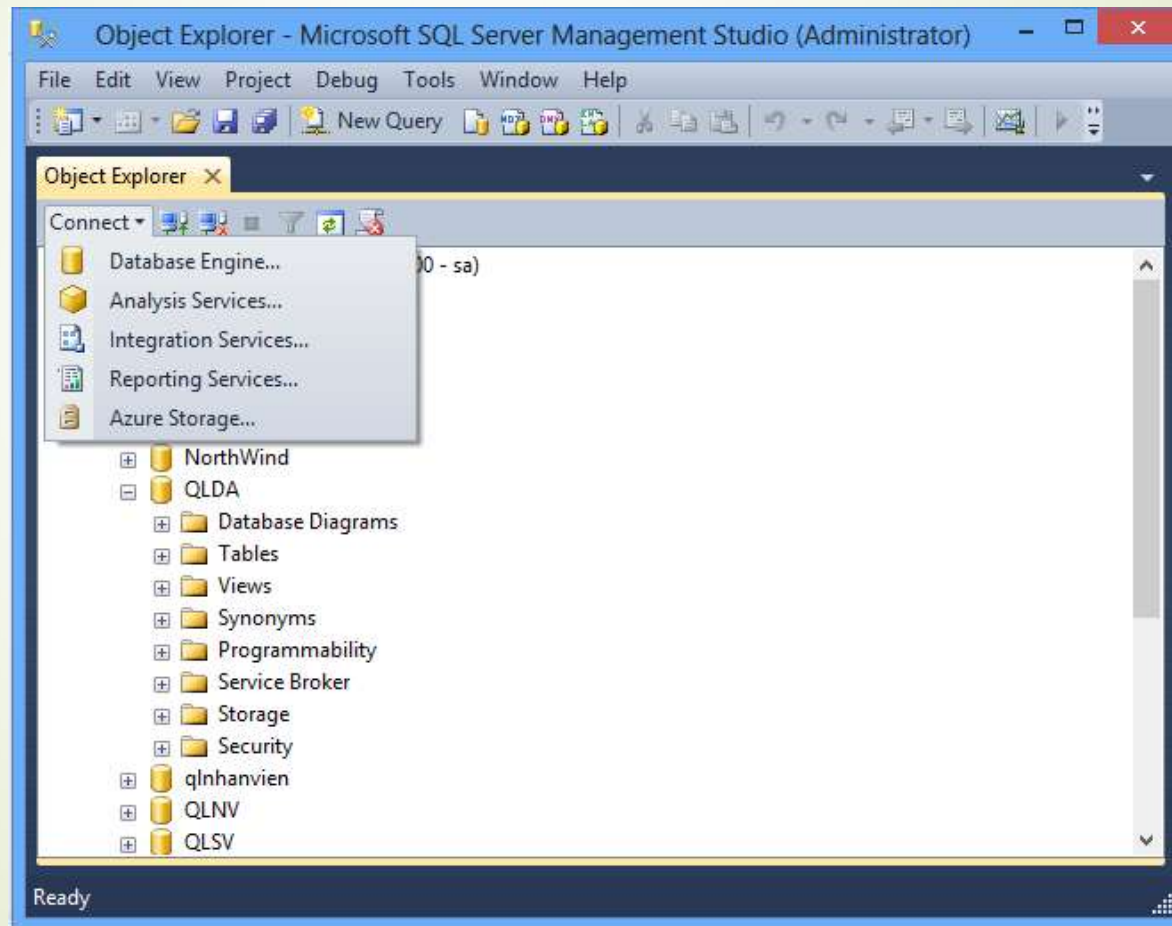 Object Explorer - Microsoft SQL Server Management Studio (Administrator)
File Edit View Project Debug Tools Window Help
New Query
Object Explorer
Connect
Database Engine...
00 - sa)
Analysis Services...
Integration Services...
Reporting Services...
Azure Storage...
NorthWind
QLDA
Database Diagrams
Tables
Views
Synonyms
Programmability
Service Broker
Storage
Security
qlnhanvien
QLNV
QLSV
Ready